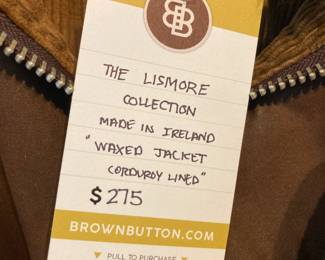 THE LISMORE
COLLECTION
MADE IN IRELAND
"WAXED JACKET
CORDUROY LINED"
$275
BROWNBUTTON.COM
▼ PULL TO PURCHASE ▼